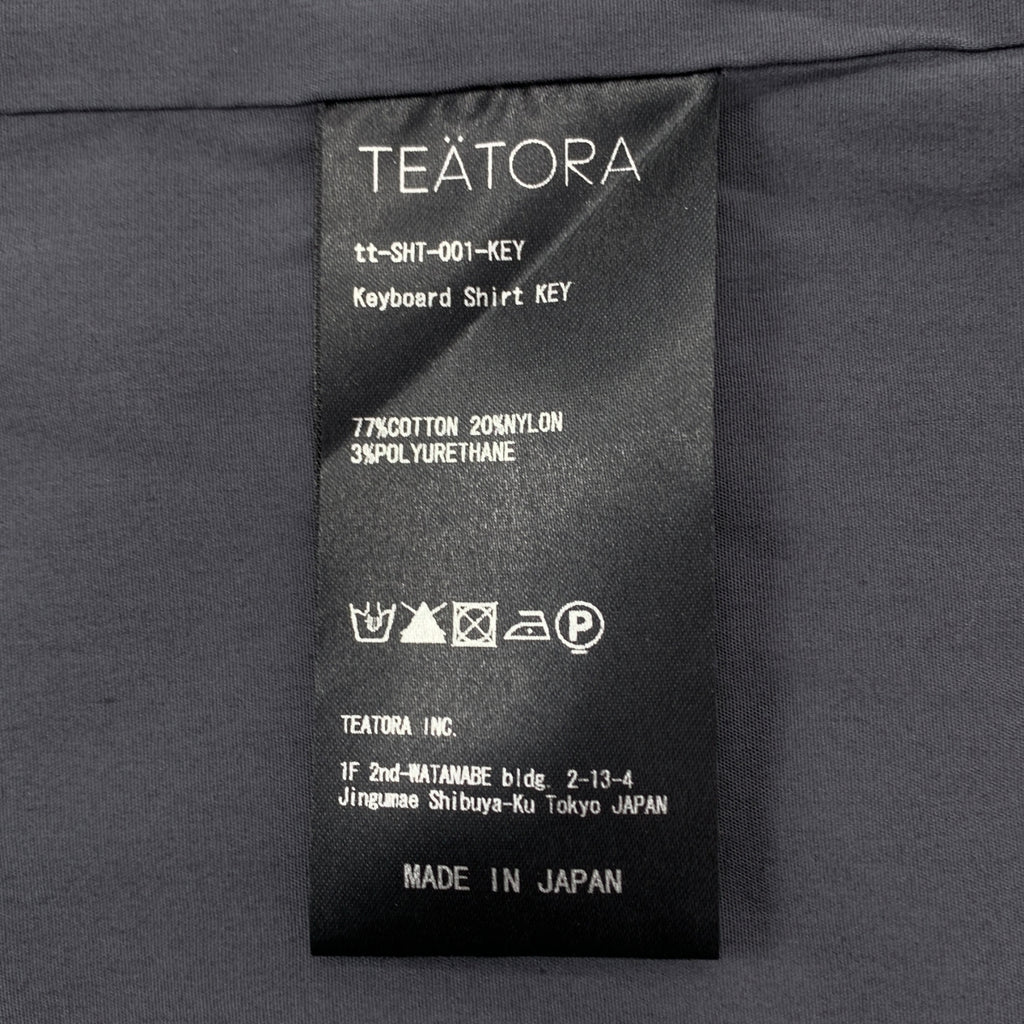 TEÄTORA
tt-SHT-001-KEY
Keyboard Shirt KEY
77%COTTON 20%NYLON
3%POLYURETHANE
P
TEATORA INC.
1F 2nd-WATANABE bldg. 2-13-4
Jingumae Shibuya-Ku Tokyo JAPAN
MADE IN JAPAN